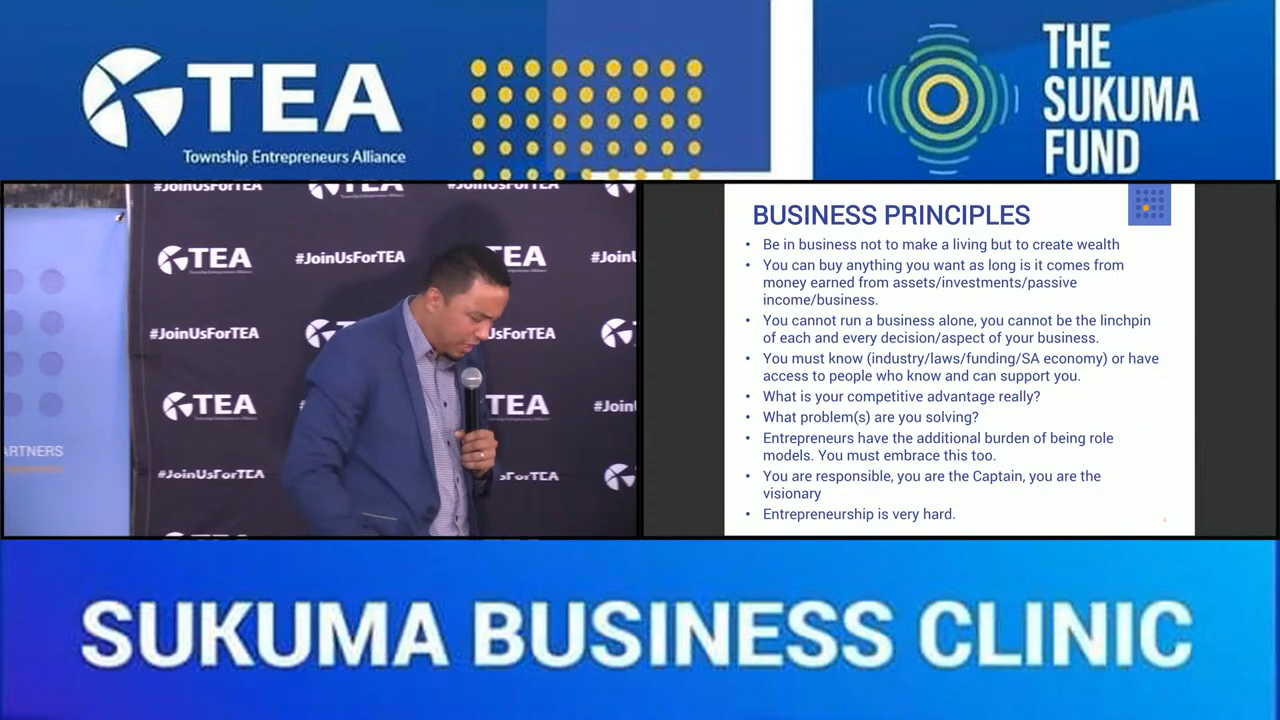 TEA
Township Entrepreneurs Alliance
THE
SUKUMA
FUND
#JoinUsForTEA
TEA
#JoinUsForTEA
TEA
#JoinUsForTEA
TEA
#JoinUsForTEA
#JoinUsForTEA
sForTEA
TEA
#Join
ARTNERS
#JoinUsForTEA
BUSINESS PRINCIPLES
• Be in business not to make a living but to create wealth
• You can buy anything you want as long is it comes from
money earned from assets/investments/passive
income/business.
• You cannot run a business alone, you cannot be the linchpin
of each and every decision/aspect of your business.
• You must know (industry/laws/funding/SA economy) or have
access to people who know and can support you.
• What is your competitive advantage really?
• What problem(s) are you solving?
• Entrepreneurs have the additional burden of being role
models. You must embrace this too.
• You are responsible, you are the Captain, you are the
visionary
• Entrepreneurship is very hard.
4
SUKUMA BUSINESS CLINIC